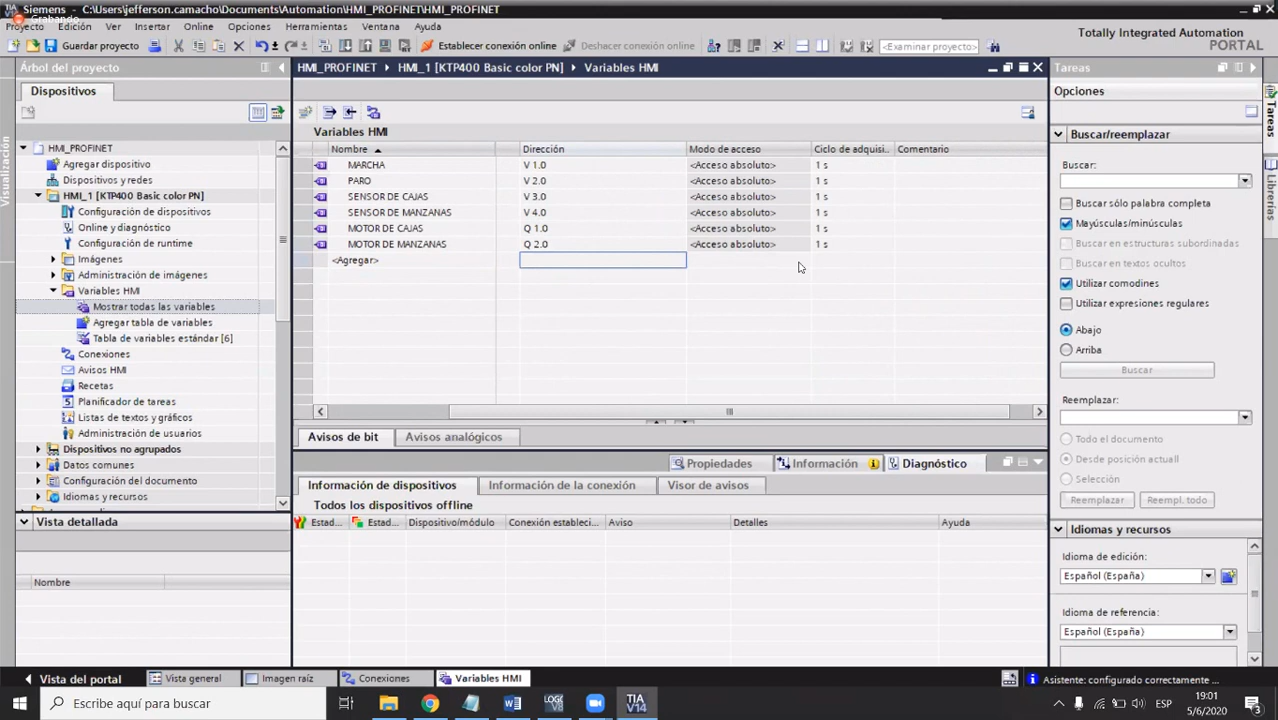 Siemens - C:\Users\jefferson.camacho\Documents\Automation\HMI_PROFINET\HMI_PROFINET
Grabando
Proyecto Edición Ver Insertar Online Opciones Herramientas Ventana Ayuda
Totally Integrated Automation
PORTAL
Guardar proyecto
Establecer conexión online
Deshacer conexión online
<Examinar proyecto>
Árbol del proyecto
HMI_PROFINET HMI_1 [KTP400 Basic color PN] Variables HMI
Tareas
Dispositivos
Opciones
Visualización
Tareas
Librerías
HMI_PROFINET
Agregar dispositivo
Dispositivos y redes
HMI_1 [KTP400 Basic color PN]
Configuración de dispositivos
Online y diagnóstico
Configuración de runtime
Imágenes
Administración de imágenes
Variables HMI
Mostrar todas las variables
Agregar tabla de variables
Tabla de variables estándar [6]
Conexiones
Avisos HMI
Recetas
Planificador de tareas
Listas de textos y gráficos
Administración de usuarios
Dispositivos no agrupados
Datos comunes
Configuración del documento
Idiomas y recursos
Vista detallada
Nombre
Variables HMI
Nombre Dirección Modo de acceso Ciclo de adquisi... Comentario
MARCHA V 1.0 <Acceso absoluto> 1 s
PARO V 2.0 <Acceso absoluto> 1 s
SENSOR DE CAJAS V 3.0 <Acceso absoluto> 1 s
SENSOR DE MANZANAS V 4.0 <Acceso absoluto> 1 s
MOTOR DE CAJAS Q 1.0 <Acceso absoluto> 1 s
MOTOR DE MANZANAS Q 2.0 <Acceso absoluto> 1 s
<Agregar>
Avisos de bit Avisos analógicos
Propiedades Información Diagnóstico
Información de dispositivos Información de la conexión Visor de avisos
Todos los dispositivos offline
Estad... Estad... Dispositivo/módulo Conexión estableci... Aviso Detalles Ayuda
Buscar/reemplazar
Buscar:
Buscar sólo palabra completa
Mayúsculas/minúsculas
Buscar en estructuras subordinadas
Buscar en textos ocultos
Utilizar comodines
Utilizar expresiones regulares
Abajo
Arriba
Buscar
Reemplazar:
Todo el documento
Desde posición actuall
Selección
Reemplazar Reempl. todo
Idiomas y recursos
Idioma de edición:
Español (España)
Idioma de referencia:
Español (España)
Vista del portal Vista general Imagen raíz Conexiones Variables HMI
Asistente: configurado correctamente ...
Escribe aquí para buscar
LOGO
TIA
V14
ESP
19:01
5/6/2020
3